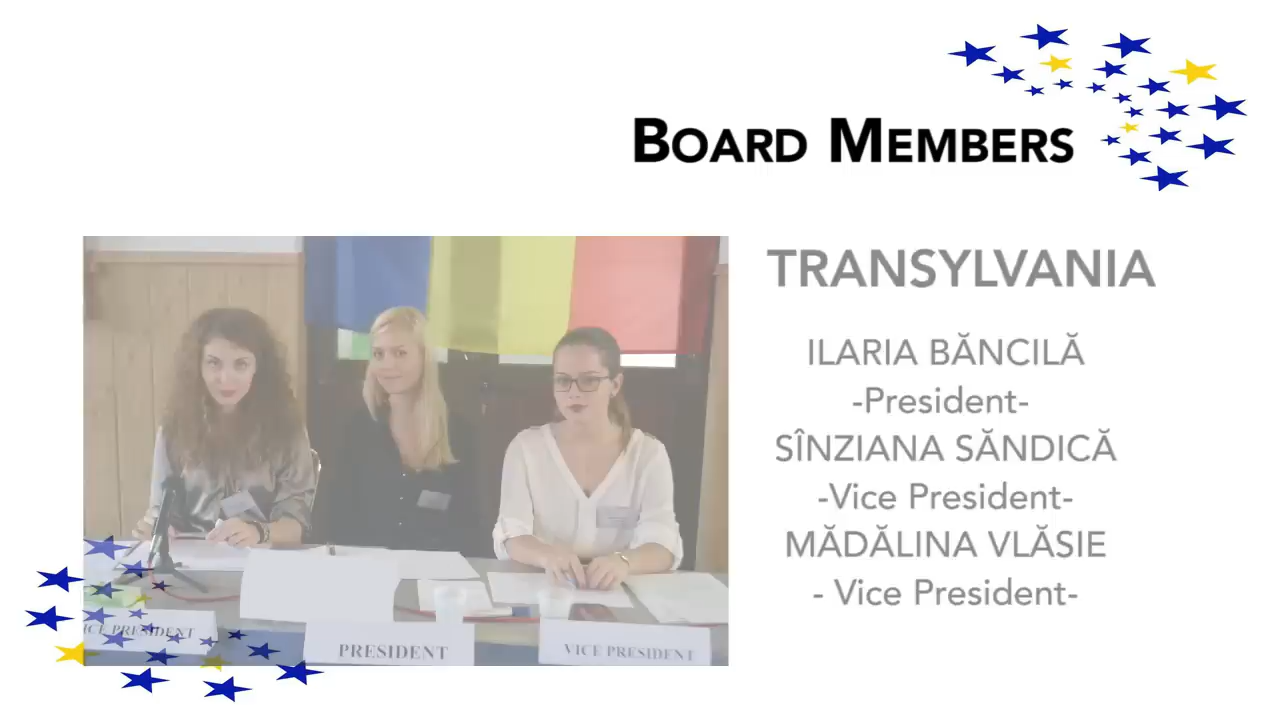 BOARD MEMBERS
TRANSYLVANIA
ILARIA BĂNCILĂ
-President-
SÎNZIANA SĂNDICĂ
-Vice President-
MĂDĂLINA VLĂSIE
- Vice President-
VICE PRESIDENT
PRESIDENT
VICE PRESIDENT